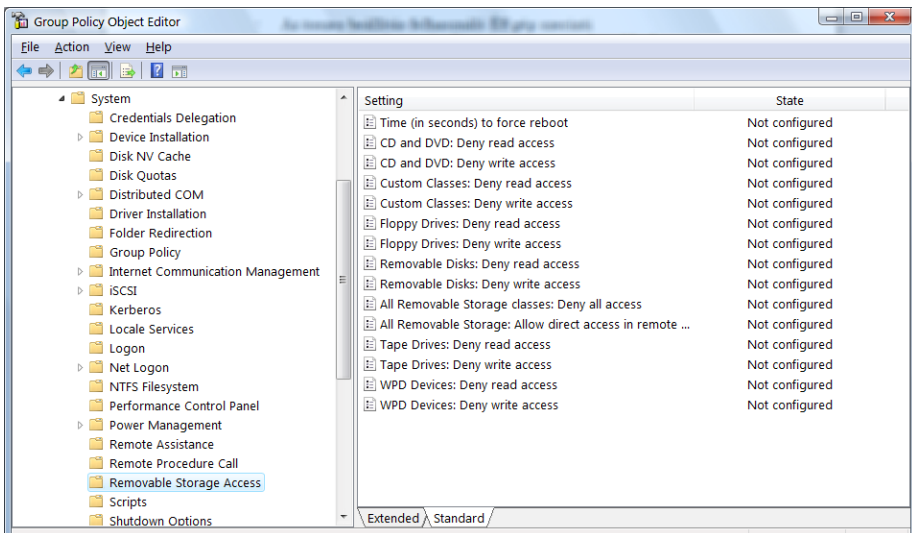 Group Policy Object Editor
File Action View Help
System
Credentials Delegation
Device Installation
Disk NV Cache
Disk Quotas
Distributed COM
Driver Installation
Folder Redirection
Group Policy
Internet Communication Management
iSCSI
Kerberos
Locale Services
Logon
Net Logon
NTFS Filesystem
Performance Control Panel
Power Management
Remote Assistance
Remote Procedure Call
Removable Storage Access
Scripts
Shutdown Options
Setting State
Time (in seconds) to force reboot Not configured
CD and DVD: Deny read access Not configured
CD and DVD: Deny write access Not configured
Custom Classes: Deny read access Not configured
Custom Classes: Deny write access Not configured
Floppy Drives: Deny read access Not configured
Floppy Drives: Deny write access Not configured
Removable Disks: Deny read access Not configured
Removable Disks: Deny write access Not configured
All Removable Storage classes: Deny all access Not configured
All Removable Storage: Allow direct access in remote ... Not configured
Tape Drives: Deny read access Not configured
Tape Drives: Deny write access Not configured
WPD Devices: Deny read access Not configured
WPD Devices: Deny write access Not configured
Extended Standard